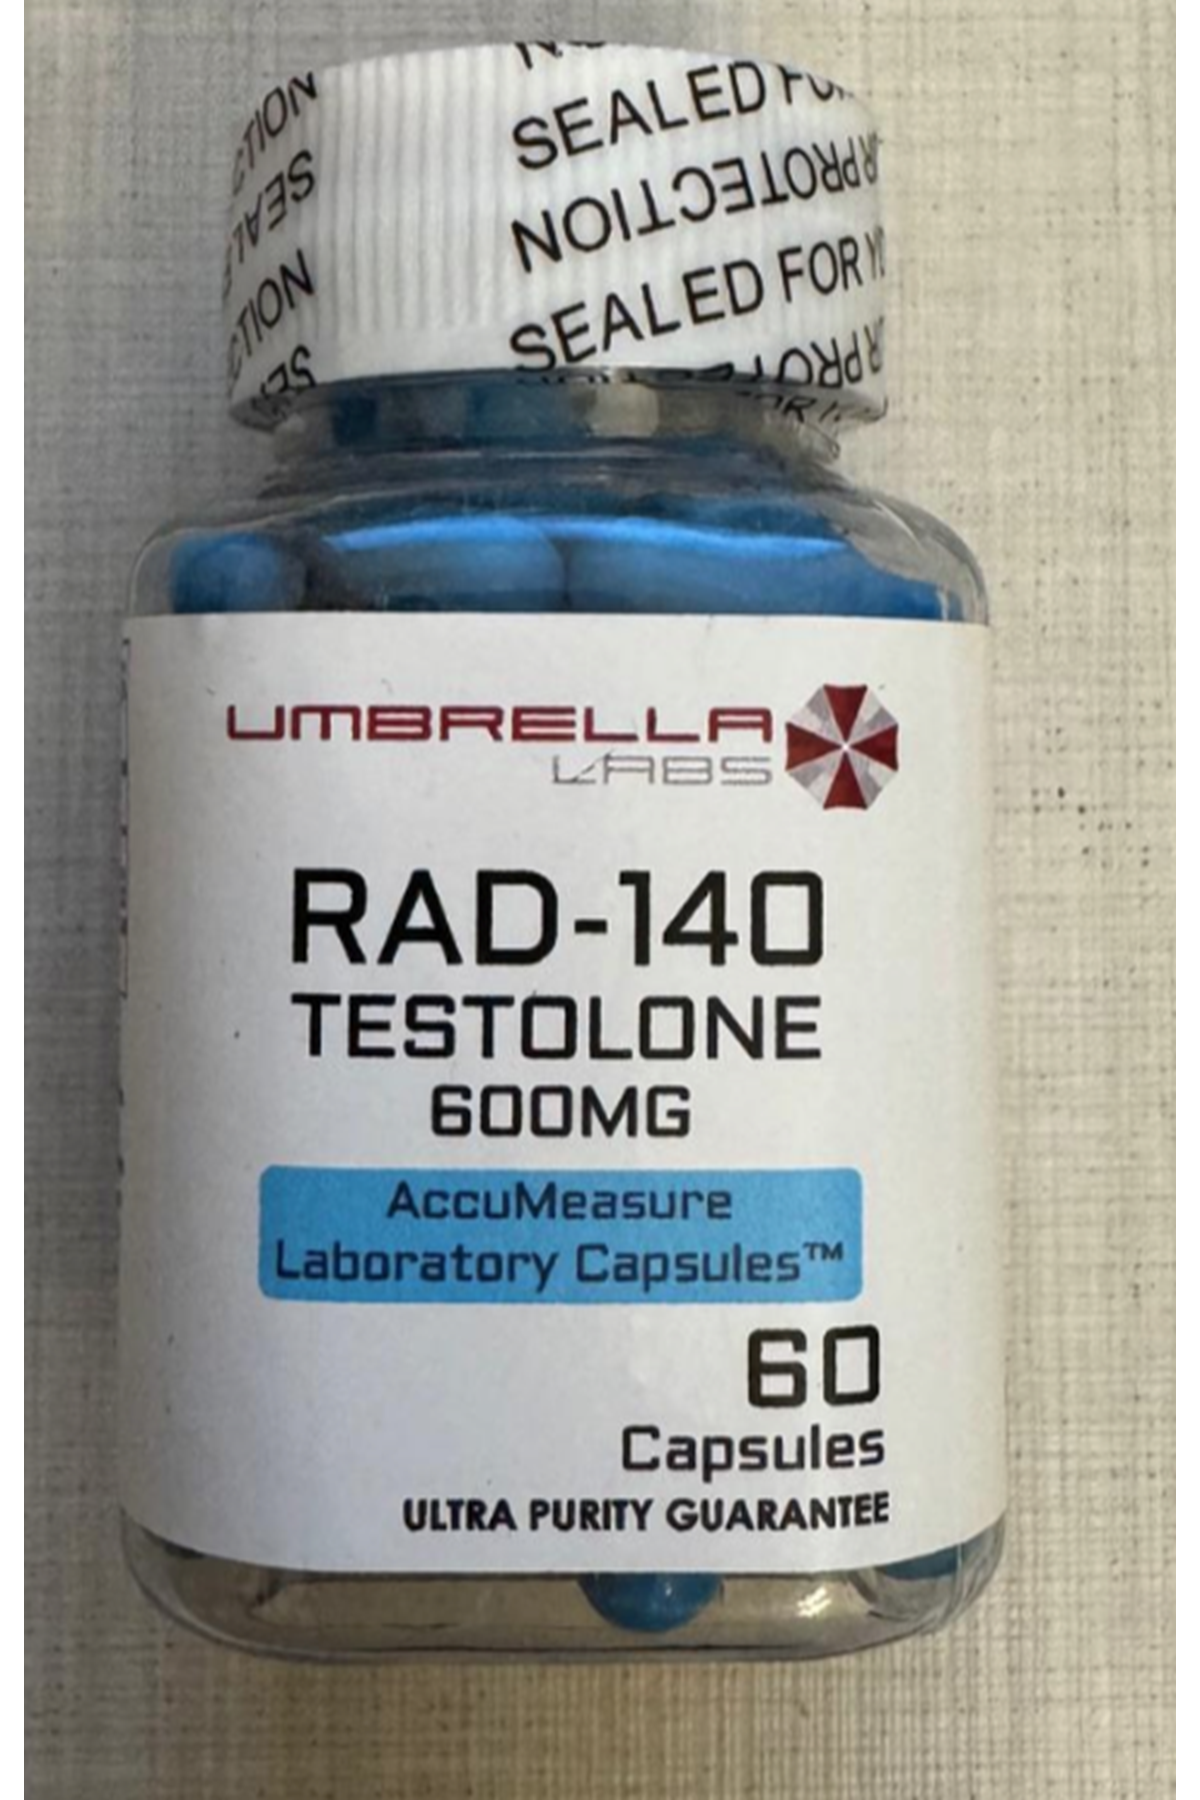 SEALED FOR
PROTECTION
SEALED FOR
PROTECTION
UMBRELLA
LABS
RAD-140
TESTOLONE
600MG
AccuMeasure
Laboratory Capsules™
60
Capsules
ULTRA PURITY GUARANTEE